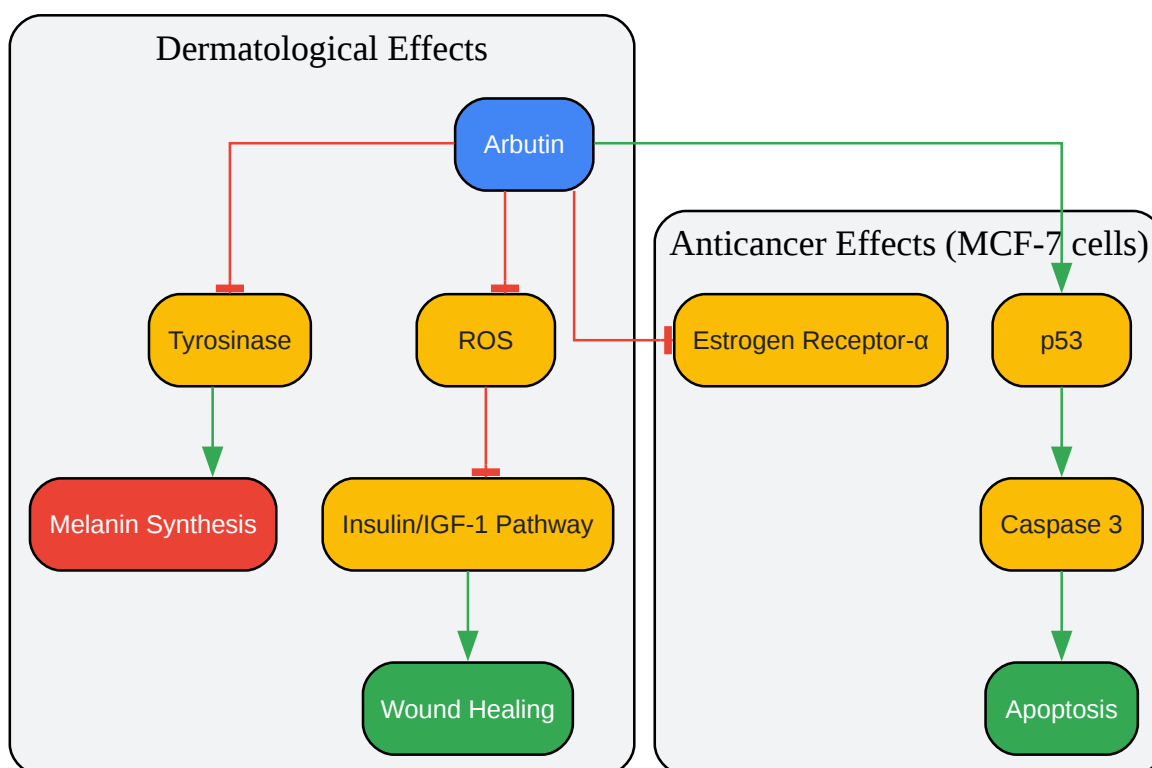 Dermatological Effects
Arbutin
Anticancer Effects (MCF-7 cells)
Tyrosinase
ROS
Estrogen Receptor-α
p53
Melanin Synthesis
Insulin/IGF-1 Pathway
Caspase 3
Wound Healing
Apoptosis